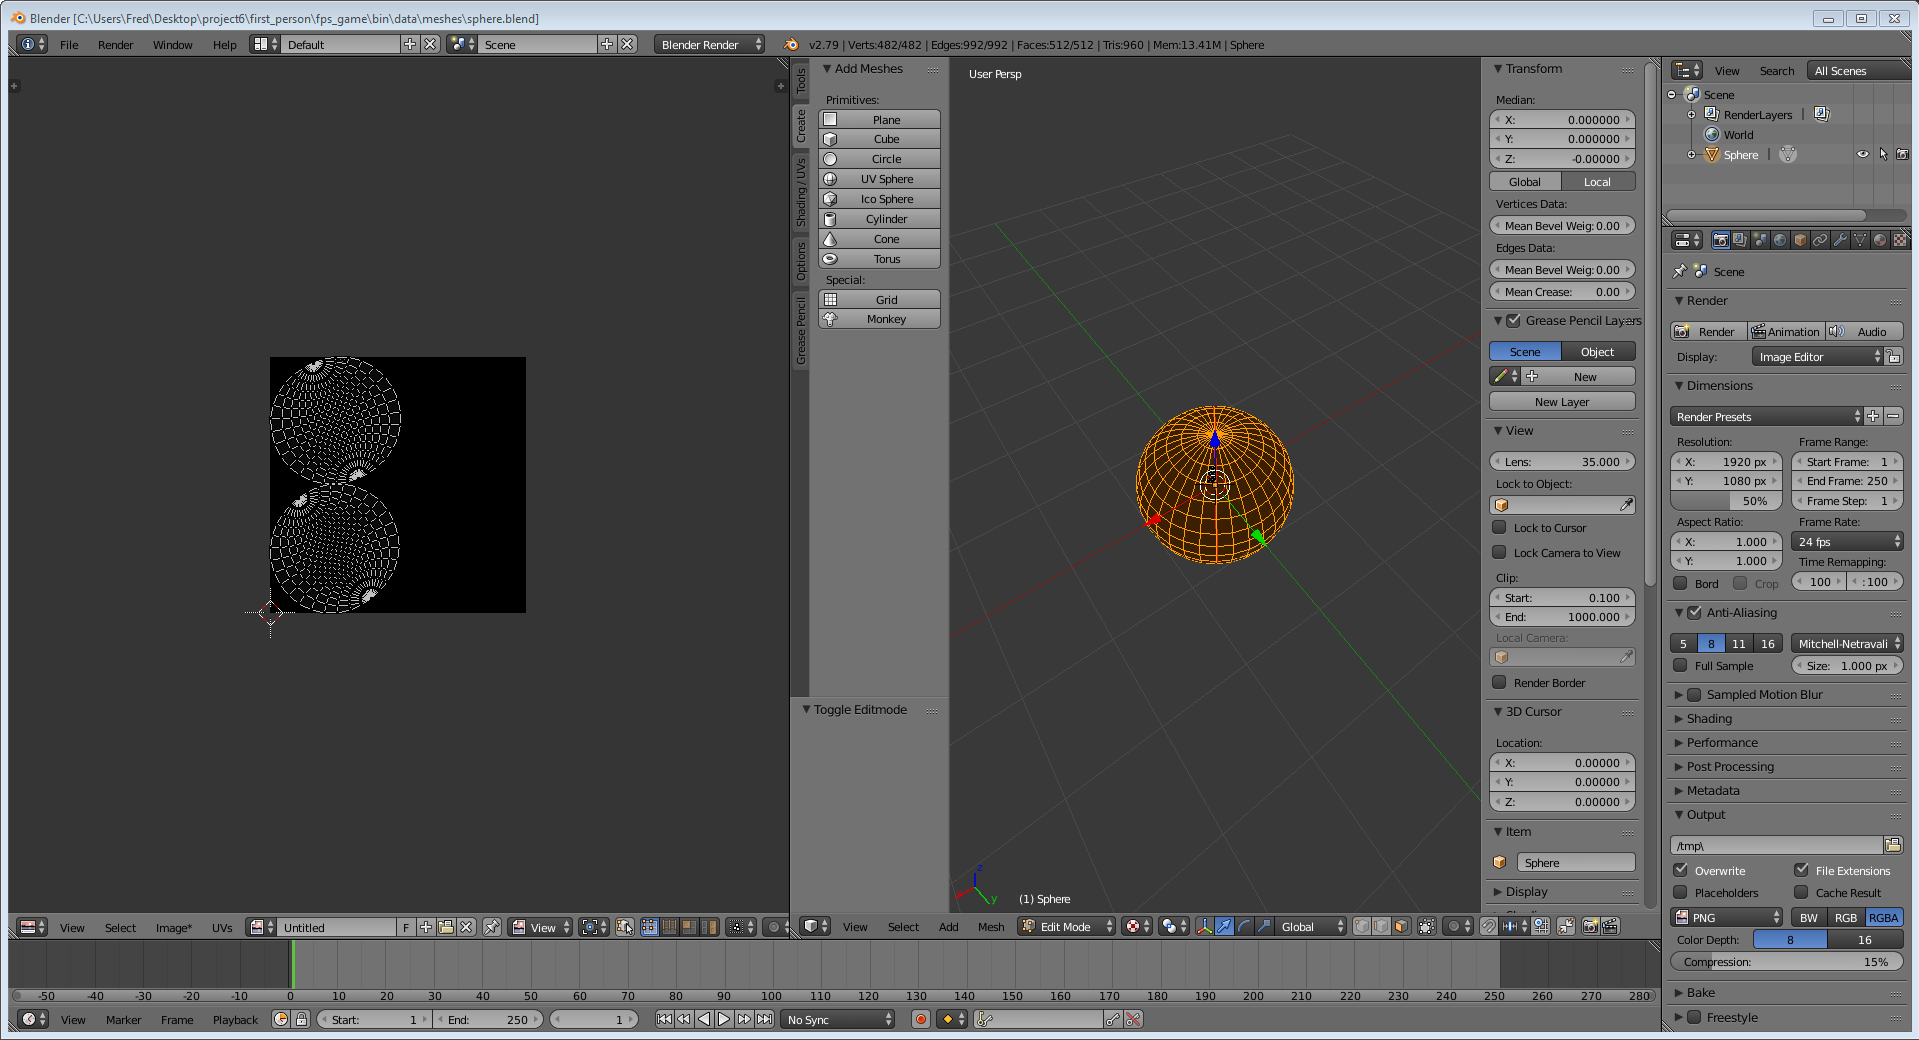 Blender [C:\Users\Fred\Desktop\project6\first_person\fps_game\bin\data\meshes\sphere.blend]
File Render Window Help Default Scene Blender Render v2.79 | Verts:482/482 | Edges:992/992 | Faces:512/512 | Tris:960 | Mem:13.41M | Sphere
Tools
Create
Shading / UVs
Options
Grease Pencil
Add Meshes
Primitives:
Plane
Cube
Circle
UV Sphere
Ico Sphere
Cylinder
Cone
Torus
Special:
Grid
Monkey
Toggle Editmode
User Persp
z
y
(1) Sphere
Transform
Median:
X: 0.000000
Y: 0.000000
Z: -0.00000
Global Local
Vertices Data:
Mean Bevel Weig: 0.00
Edges Data:
Mean Bevel Weig: 0.00
Mean Crease: 0.00
Grease Pencil Layers
Scene Object
New
New Layer
View
Lens: 35.000
Lock to Object:
Lock to Cursor
Lock Camera to View
Clip:
Start: 0.100
End: 1000.000
Local Camera:
Render Border
3D Cursor
Location:
X: 0.00000
Y: 0.00000
Z: 0.00000
Item
Sphere
Display
View Search All Scenes
Scene
RenderLayers |
World
Sphere |
Scene
Render
Render Animation Audio
Display: Image Editor
Dimensions
Render Presets
Resolution: Frame Range:
X: 1920 px Start Frame: 1
Y: 1080 px End Frame: 250
50% Frame Step: 1
Aspect Ratio: Frame Rate:
X: 1.000 24 fps
Y: 1.000 Time Remapping:
Bord Crop 100 : 100
Anti-Aliasing
5 8 11 16 Mitchell-Netravali
Full Sample Size: 1.000 px
Sampled Motion Blur
Shading
Performance
Post Processing
Metadata
Output
/tmp\
Overwrite File Extensions
Placeholders Cache Result
PNG BW RGB RGBA
Color Depth: 8 16
Compression: 15%
Bake
Freestyle
View Select Image* UVs Untitled F View
View Select Add Mesh Edit Mode Global
-50 -40 -30 -20 -10 0 10 20 30 40 50 60 70 80 90 100 110 120 130 140 150 160 170 180 190 200 210 220 230 240 250 260 270 280
View Marker Frame Playback Start: 1 End: 250 1 No Sync